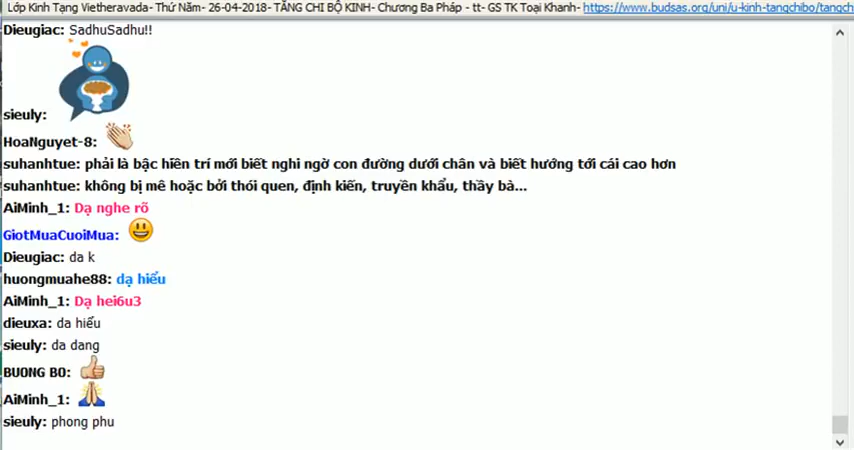 Lớp Kinh Tạng Vietheravada- Thứ Năm- 26-04-2018- TĂNG CHI BỘ KINH- Chương Ba Pháp - tt- GS TK Toại Khanh- https://www.budsas.org/uni/u-kinh-tangchibo/tangch
Dieugiac: SadhuSadhu!!
sieuly:
HoaNguyet-8:
suhanhtue: phải là bậc hiền trí mới biết nghi ngờ con đường dưới chân và biết hướng tới cái cao hơn
suhanhtue: không bị mê hoặc bởi thói quen, định kiến, truyền khẩu, thầy bà...
AiMinh_1: Dạ nghe rõ
GiotMuaCuoiMua:
Dieugiac: da k
huongmuahe88: dạ hiểu
AiMinh_1: Dạ hei6u3
dieuxa: da hiểu
sieuly: da dang
BUONG BO:
AiMinh_1:
sieuly: phong phu